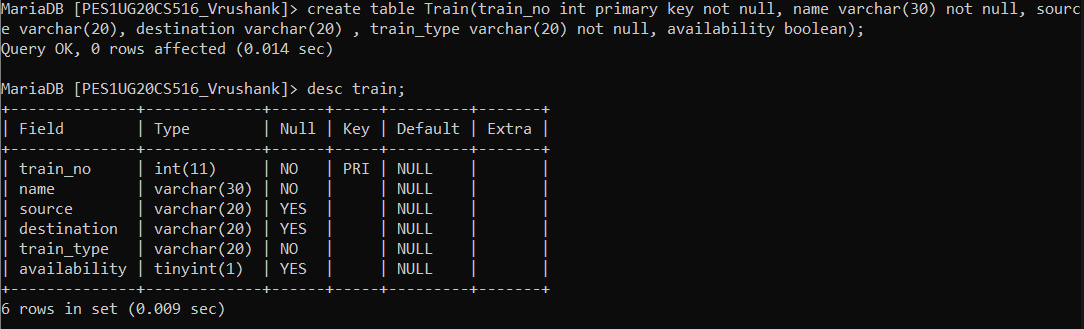 MariaDB [PES1UG20CS516_Vrushank]> create table Train(train_no int primary key not null, name varchar(30) not null, sourc
e varchar(20), destination varchar(20) , train_type varchar(20) not null, availability boolean);
Query OK, 0 rows affected (0.014 sec)

MariaDB [PES1UG20CS516_Vrushank]> desc train;
+--------------+-------------+------+-----+---------+-------+
| Field        | Type        | Null | Key | Default | Extra |
+--------------+-------------+------+-----+---------+-------+
| train_no     | int(11)     | NO   | PRI | NULL    |       |
| name         | varchar(30) | NO   |     | NULL    |       |
| source       | varchar(20) | YES  |     | NULL    |       |
| destination  | varchar(20) | YES  |     | NULL    |       |
| train_type   | varchar(20) | NO   |     | NULL    |       |
| availability | tinyint(1)  | YES  |     | NULL    |       |
+--------------+-------------+------+-----+---------+-------+
6 rows in set (0.009 sec)